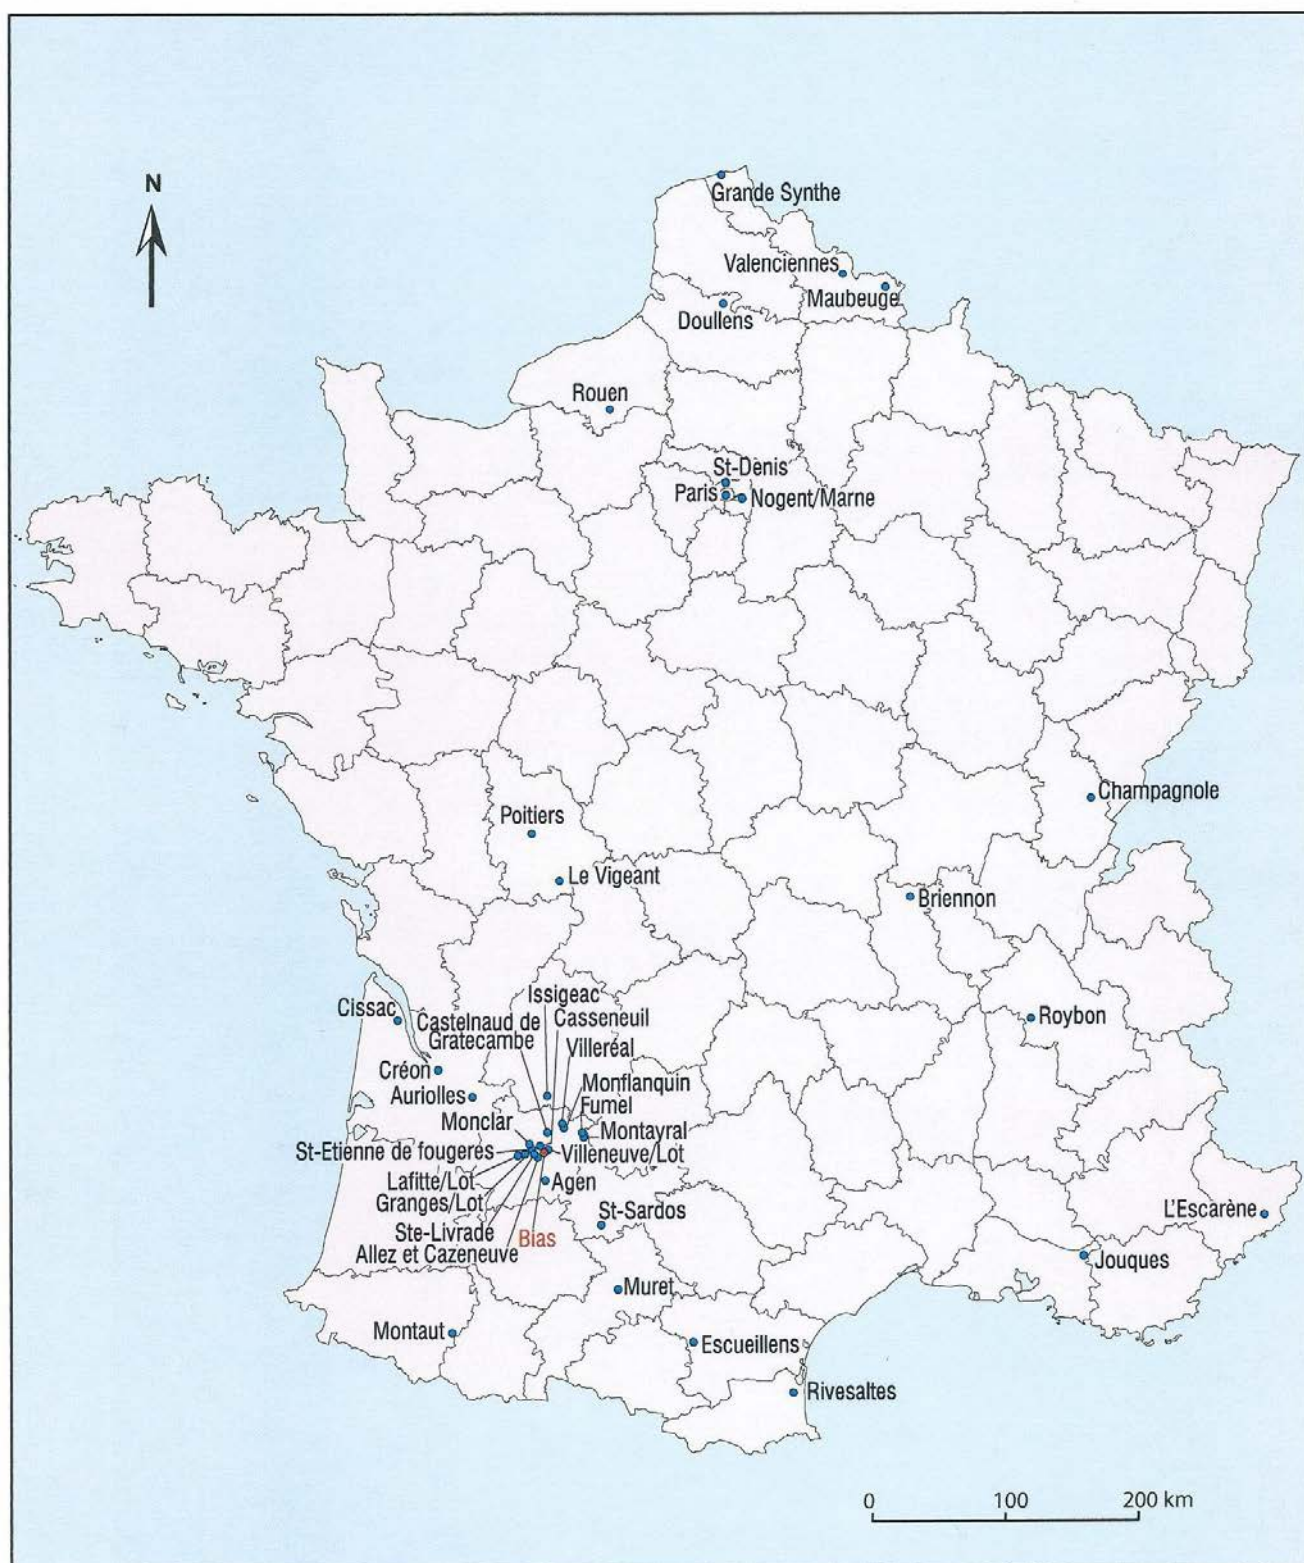 N
Grande Synthe
Valenciennes
Maubeuge
Doullens
Rouen
St-Denis
Paris
Nogent/Marne
Champagnole
Poitiers
Le Vigeant
Briennon
Issigeac
Cissac
Castelnaud de
Gratecambe
Casseneuil
Roybon
Villeréal
Créon
Monflanquin
Auriolles
Fumel
Monclar
Montayral
St-Etienne de fougeres
Villeneuve/Lot
Lafitte/Lot
Agen
Granges/Lot
St-Sardos
L'Escarène
Ste-Livrade
Bias
Allez et Cazeneuve
Jouques
Muret
Montaut
Escueillens
Rivesaltes
0 100 200 km